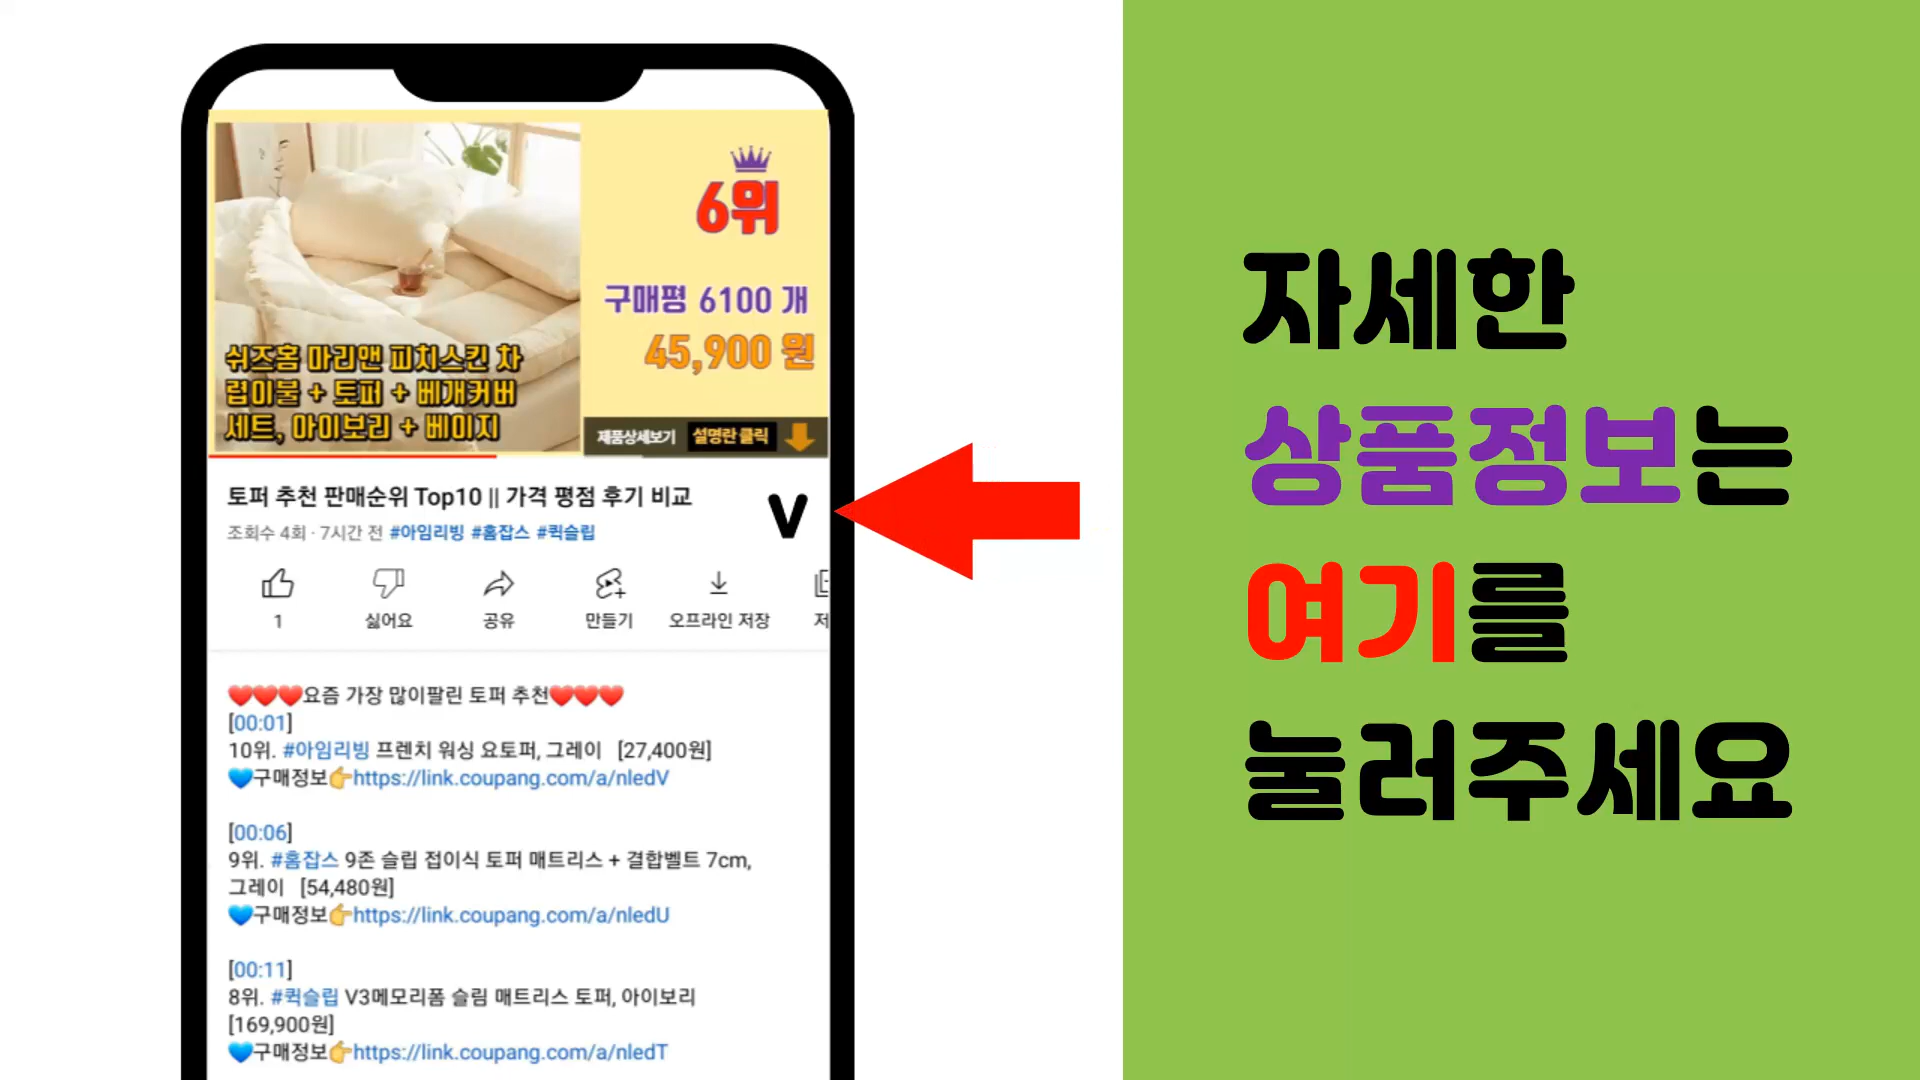 6위
구매평 6100 개
45,900 원
쉬즈홈 마리앤 피치스킨 차
렵이불 + 토퍼 + 베개커버
세트, 아이보리 + 베이지
제품상세보기 설명란 클릭
토퍼 추천 판매순위 Top10 || 가격 평점 후기 비교
V
조회수 4회 · 7시간 전 #아임리빙 #홈잡스 #퀵슬립
1 싫어요 공유 만들기 오프라인 저장 저
❤️❤️❤️요즘 가장 많이팔린 토퍼 추천❤️❤️❤️
[00:01]
10위. #아임리빙 프렌치 워싱 요토퍼, 그레이 [27,400원]
💙구매정보👉https://link.coupang.com/a/nledV
[00:06]
9위. #홈잡스 9존 슬립 접이식 토퍼 매트리스 + 결합벨트 7cm,
그레이 [54,480원]
💙구매정보👉https://link.coupang.com/a/nledU
[00:11]
8위. #퀵슬립 V3메모리폼 슬림 매트리스 토퍼, 아이보리
[169,900원]
💙구매정보👉https://link.coupang.com/a/nledT
자세한
상품정보는
여기를
눌러주세요